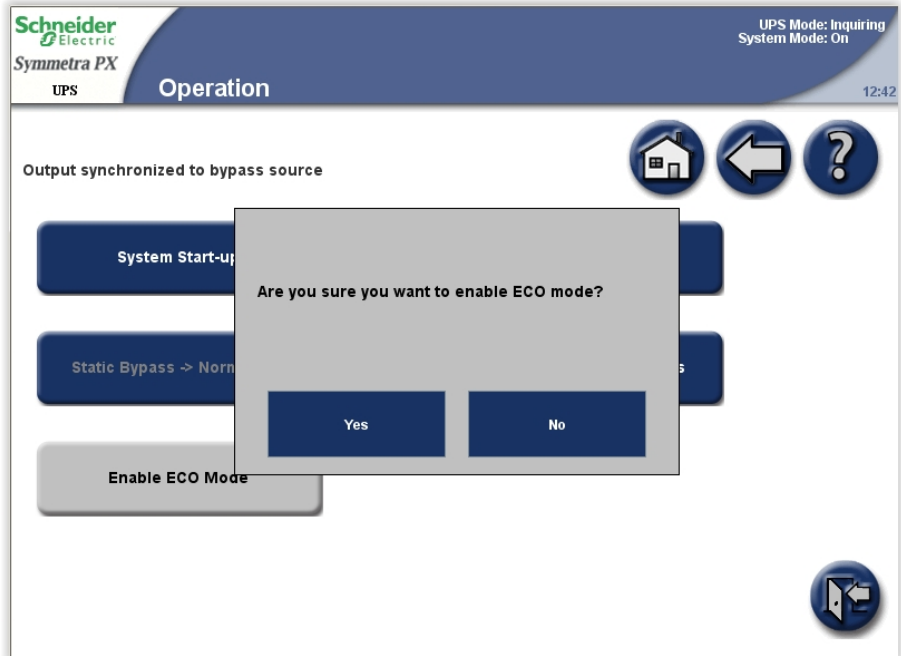 Schneider
Electric
Symmetra PX
UPS
Operation
UPS Mode: Inquiring
System Mode: On
12:42
Output synchronized to bypass source
?
System Start-up
Are you sure you want to enable ECO mode?
Static Bypass -> Norm
s
Yes
No
Enable ECO Mode